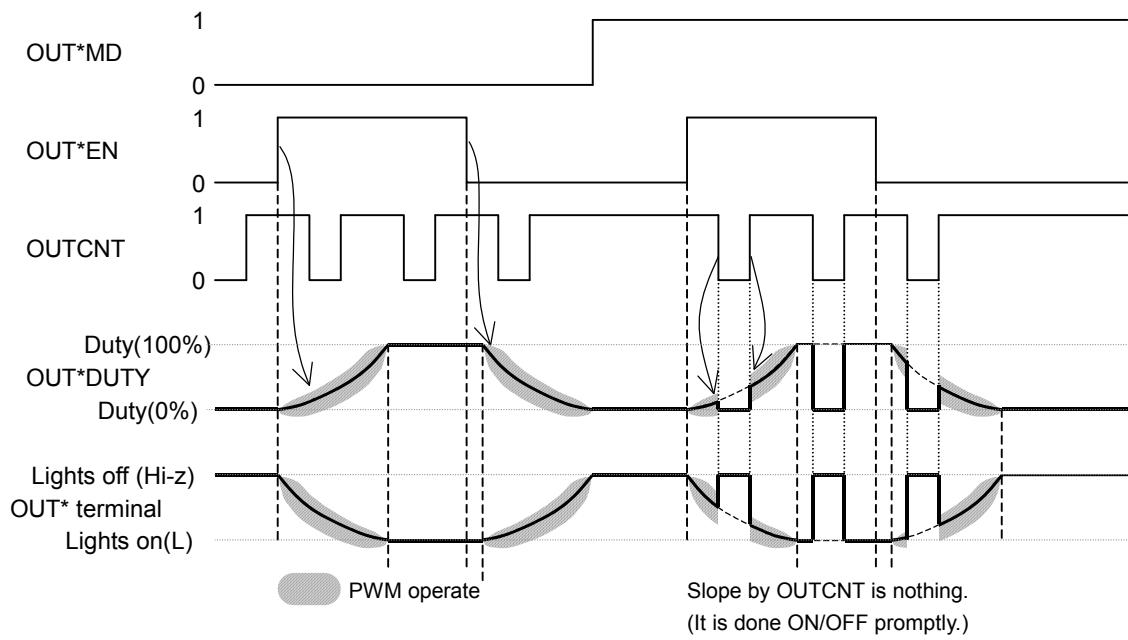 1
OUT*MD
0
1
OUT*EN
0
1
OUTCNT
0
Duty(100%)
OUT*DUTY
Duty(0%)
Lights off (Hi-z)
OUT* terminal
Lights on(L)
PWM operate
Slope by OUTCNT is nothing.
(It is done ON/OFF promptly.)